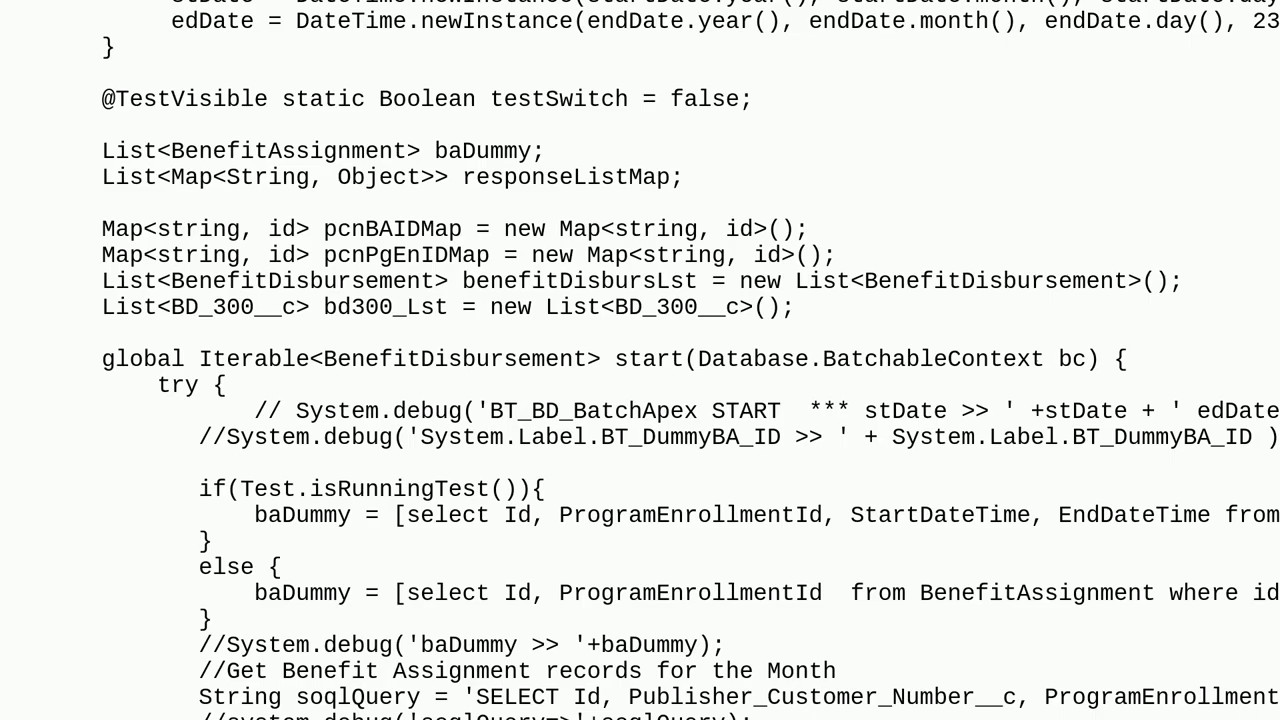 edDate = DateTime.newInstance(endDate.year(), endDate.month(), endDate.day(), 23
}
@TestVisible static Boolean testSwitch = false;
List<BenefitAssignment> baDummy;
List<Map<String, Object>> responseListMap;
Map<string, id> pcnBAIDMap = new Map<string, id>();
Map<string, id> pcnPgEnIDMap = new Map<string, id>();
List<BenefitDisbursement> benefitDisbursLst = new List<BenefitDisbursement>();
List<BD_300__c> bd300_Lst = new List<BD_300__c>();
global Iterable<BenefitDisbursement> start(Database.BatchableContext bc) {
try {
// System.debug('BT_BD_BatchApex START  *** stDate >> ' +stDate + ' edDate
//System.debug('System.Label.BT_DummyBA_ID >> ' + System.Label.BT_DummyBA_ID )
if(Test.isRunningTest()){
baDummy = [select Id, ProgramEnrollmentId, StartDateTime, EndDateTime from
}
else {
baDummy = [select Id, ProgramEnrollmentId  from BenefitAssignment where id
}
//System.debug('baDummy >> '+baDummy);
//Get Benefit Assignment records for the Month
String soqlQuery = 'SELECT Id, Publisher_Customer_Number__c, ProgramEnrollment